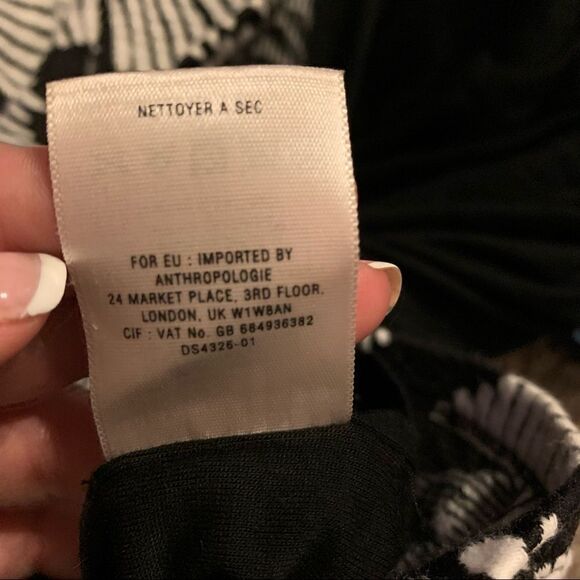 NETTOYER A SEC
FOR EU : IMPORTED BY
ANTHROPOLOGIE
24 MARKET PLACE, 3RD FLOOR.
LONDON, UK W1W8AN
CIF : VAT No. GB 684936382
DS4326-01